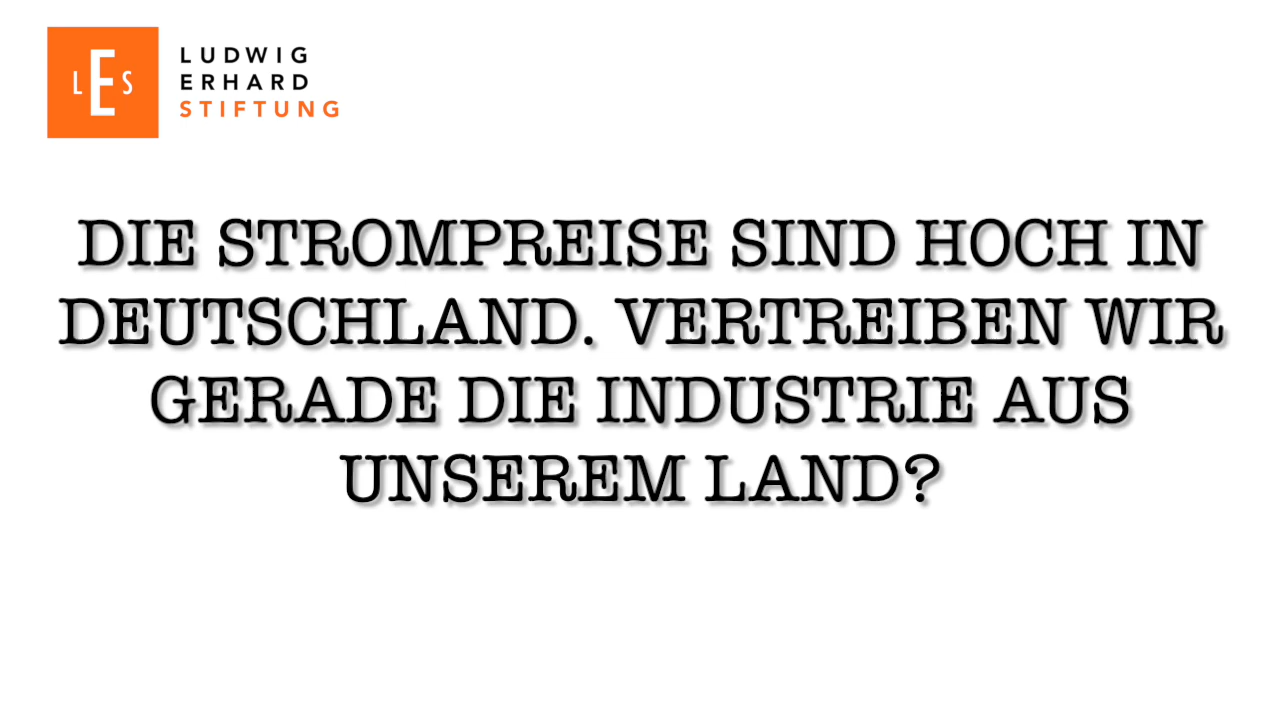 LES
LUDWIG
ERHARD
STIFTUNG
DIE STROMPREISE SIND HOCH IN
DEUTSCHLAND. VERTREIBEN WIR
GERADE DIE INDUSTRIE AUS
UNSEREM LAND?